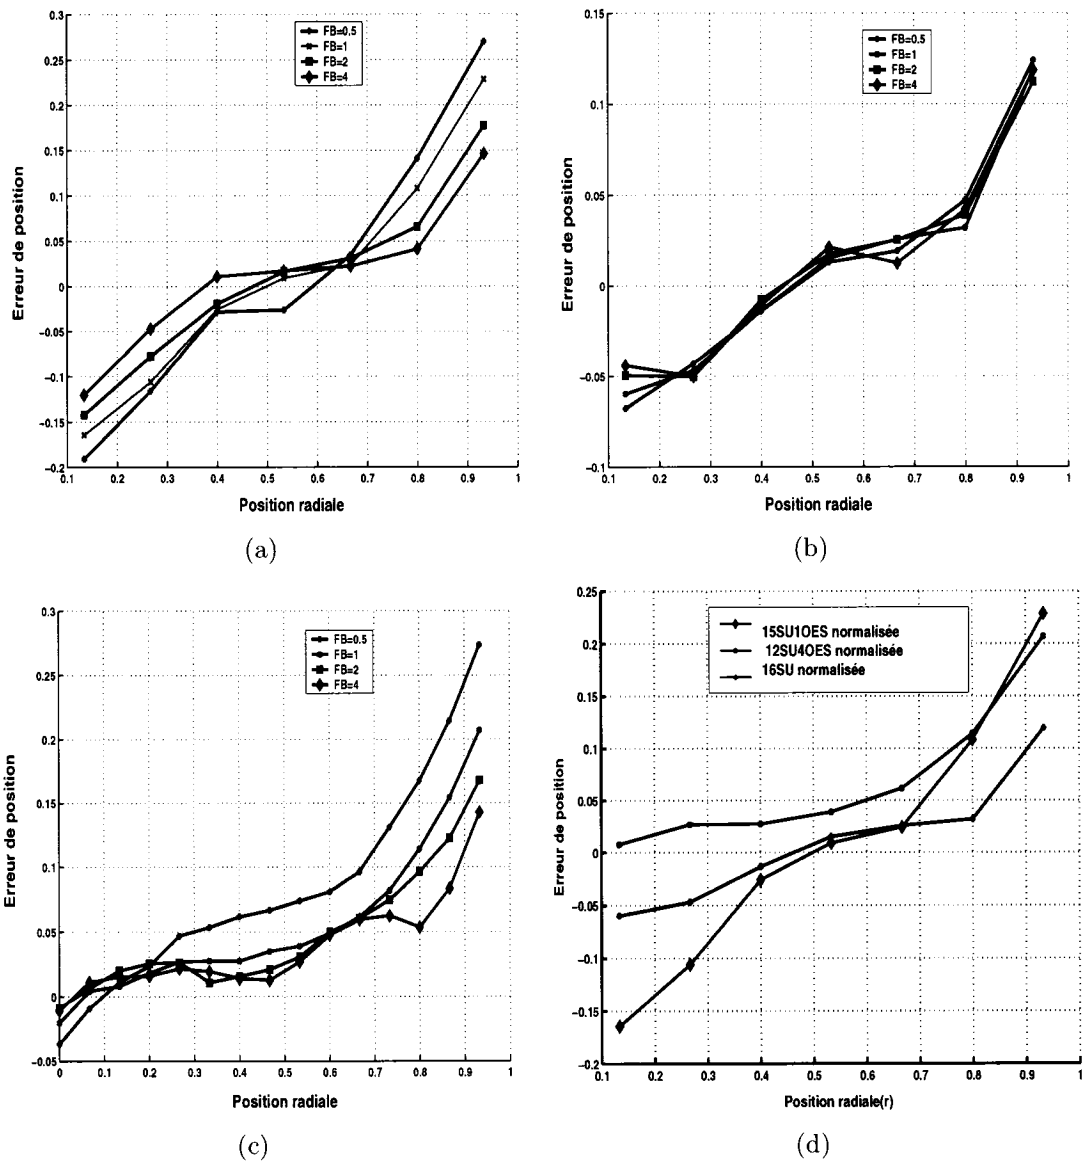 0.3
0.25
0.2
0.15
0.1
0.05
0
−0.05
−0.1
−0.15
−0.2
0.1 0.2 0.3 0.4 0.5 0.6 0.7 0.8 0.9 1
Erreur de position
Position radiale
FB=0.5
FB=1
FB=2
FB=4
(a)
0.15
0.1
0.05
0
−0.05
−0.1
0.1 0.2 0.3 0.4 0.5 0.6 0.7 0.8 0.9 1
Erreur de position
Position radiale
FB=0.5
FB=1
FB=2
FB=4
(b)
0.3
0.25
0.2
0.15
0.1
0.05
0
−0.05
0 0.1 0.2 0.3 0.4 0.5 0.6 0.7 0.8 0.9 1
Erreur de position
Position radiale
FB=0.5
FB=1
FB=2
FB=4
(c)
0.25
0.2
0.15
0.1
0.05
0
−0.05
−0.1
−0.15
−0.2
0.1 0.2 0.3 0.4 0.5 0.6 0.7 0.8 0.9 1
Erreur de position
Position radiale(r)
15SU1OES normalisée
12SU4OES normalisée
16SU normalisée
(d)